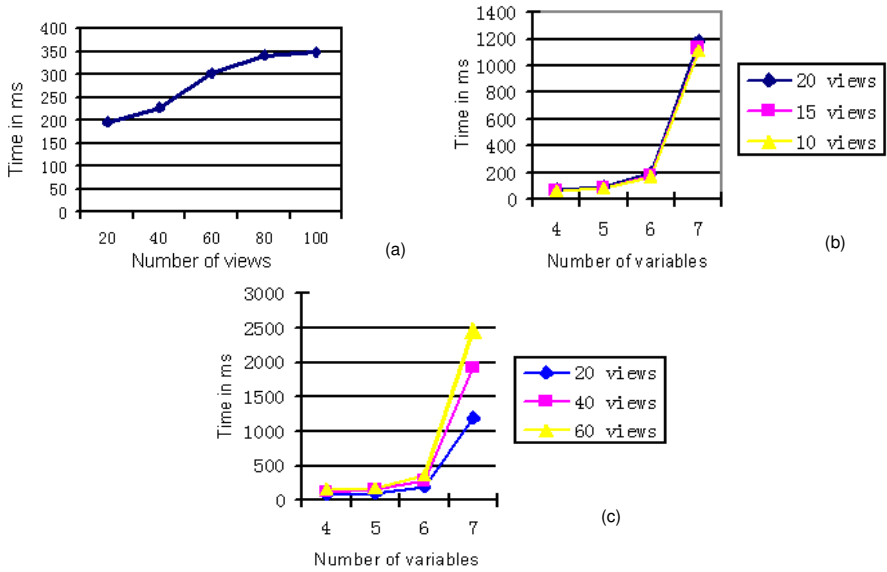 400
350
300
250
200
150
100
50
0
Time in ms
20 40 60 80 100
Number of views
(a)
1400
1200
1000
800
600
400
200
0
Time in ms
4 5 6 7
Number of variables
20 views
15 views
10 views
(b)
3000
2500
2000
1500
1000
500
0
Time in ms
4 5 6 7
Number of variables
20 views
40 views
60 views
(c)